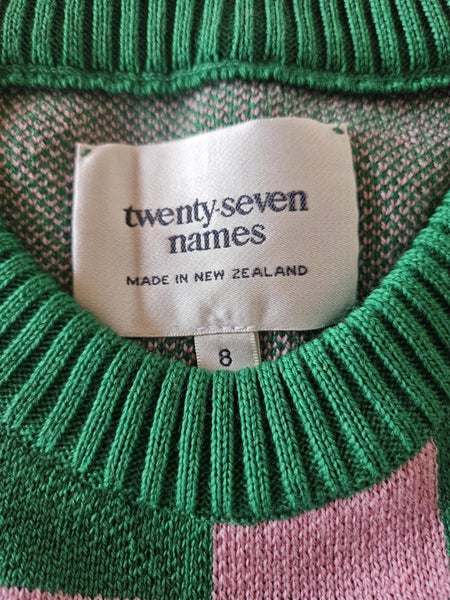 twenty-seven
names
MADE IN NEW ZEALAND
8